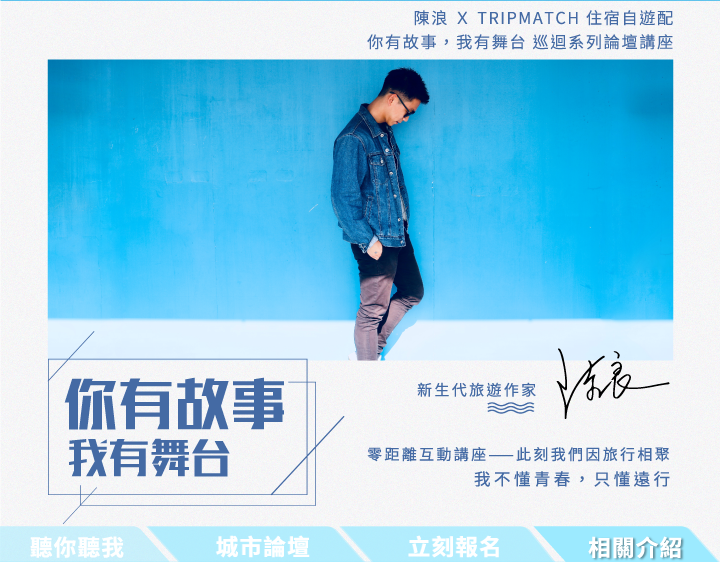 陳浪 X TRIPMATCH 住宿自遊配
你有故事，我有舞台 巡迴系列論壇講座
你有故事
我有舞台
新生代旅遊作家
陳浪
零距離互動講座——此刻我們因旅行相聚
我不懂青春，只懂遠行
聽你聽我
城市論壇
立刻報名
相關介紹